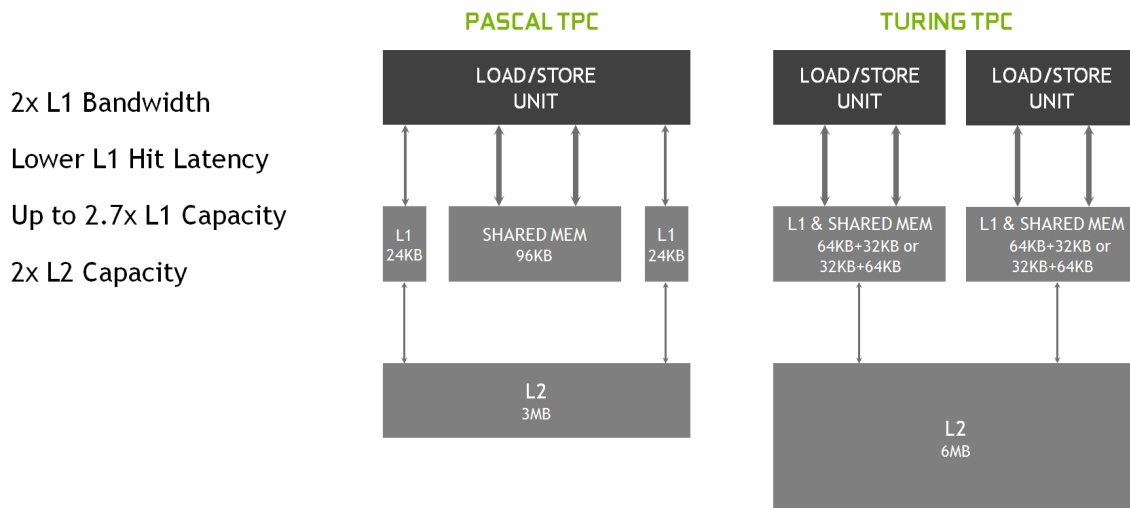 PASCAL TPC
TURING TPC
2x L1 Bandwidth
Lower L1 Hit Latency
Up to 2.7x L1 Capacity
2x L2 Capacity
LOAD/STORE
UNIT
L1
24KB
SHARED MEM
96KB
L1
24KB
L2
3MB
LOAD/STORE
UNIT
LOAD/STORE
UNIT
L1 & SHARED MEM
64KB+32KB or
32KB+64KB
L1 & SHARED MEM
64KB+32KB or
32KB+64KB
L2
6MB